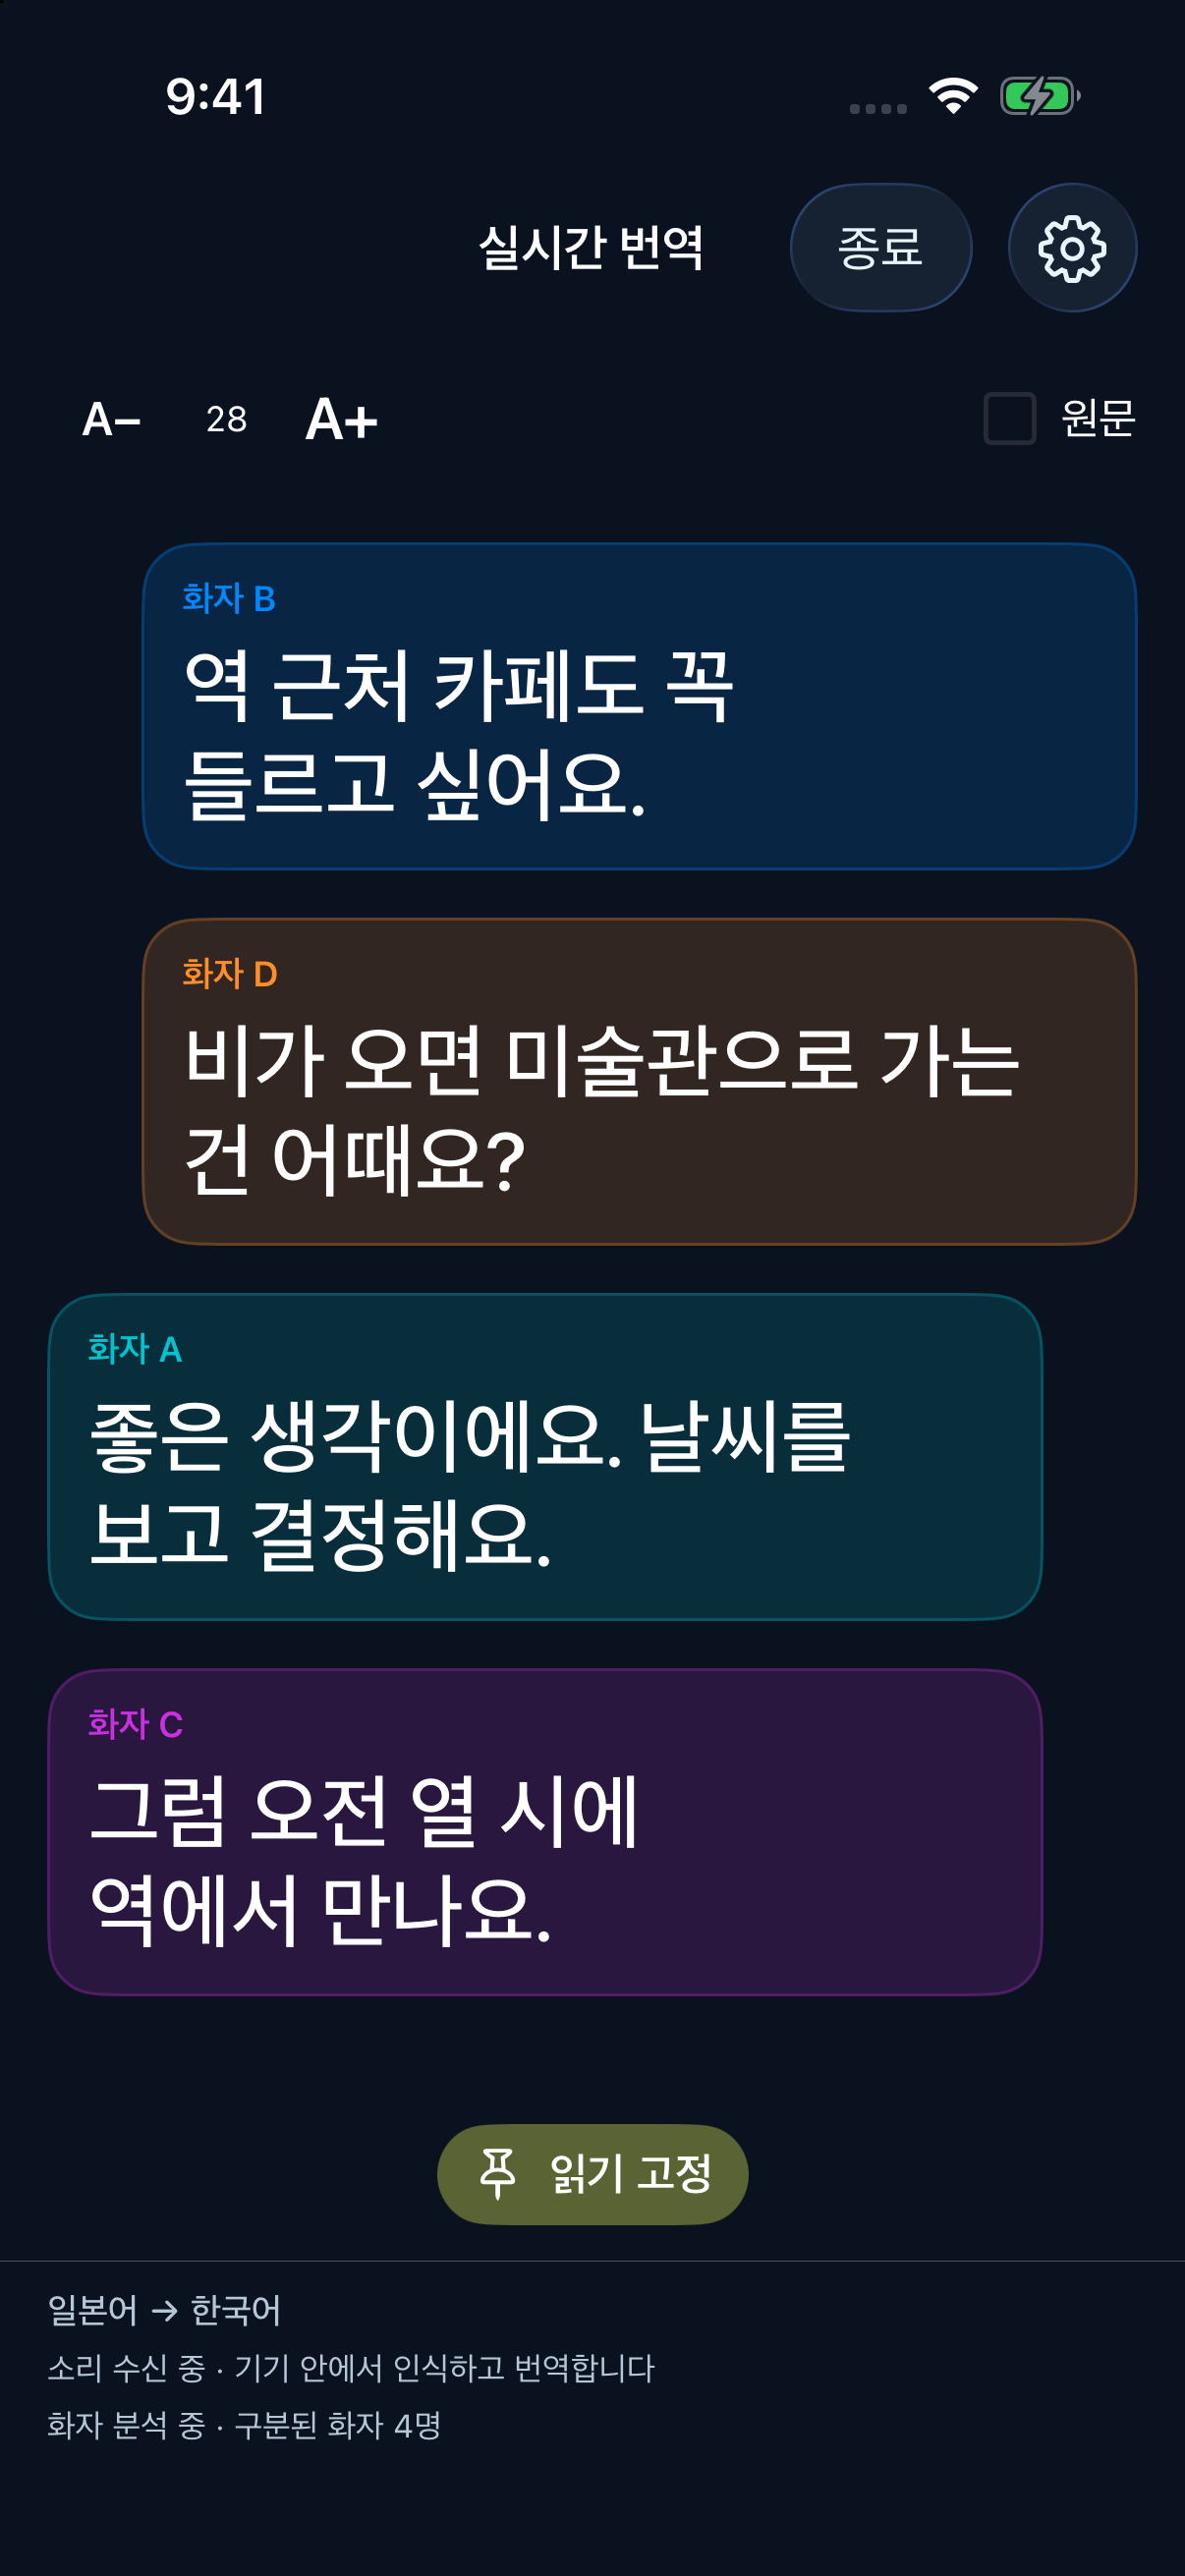 9:41
실시간 번역
종료
A−
28
A+
원문
화자 B
역 근처 카페도 꼭
들르고 싶어요.
화자 D
비가 오면 미술관으로 가는
건 어때요?
화자 A
좋은 생각이에요. 날씨를
보고 결정해요.
화자 C
그럼 오전 열 시에
역에서 만나요.
읽기 고정
일본어 → 한국어
소리 수신 중 · 기기 안에서 인식하고 번역합니다
화자 분석 중 · 구분된 화자 4명